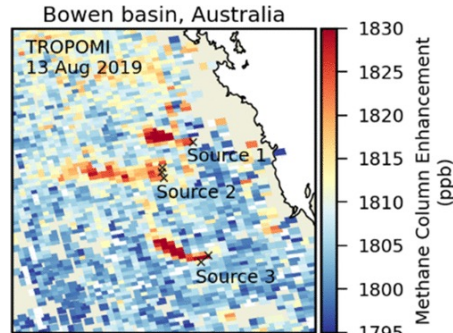 Bowen basin, Australia
TROPOMI
13 Aug 2019
Source 1
Source 2
Source 3
1830
1825
1820
1815
1810
1805
1800
1795
Methane Column Enhancement
(ppb)